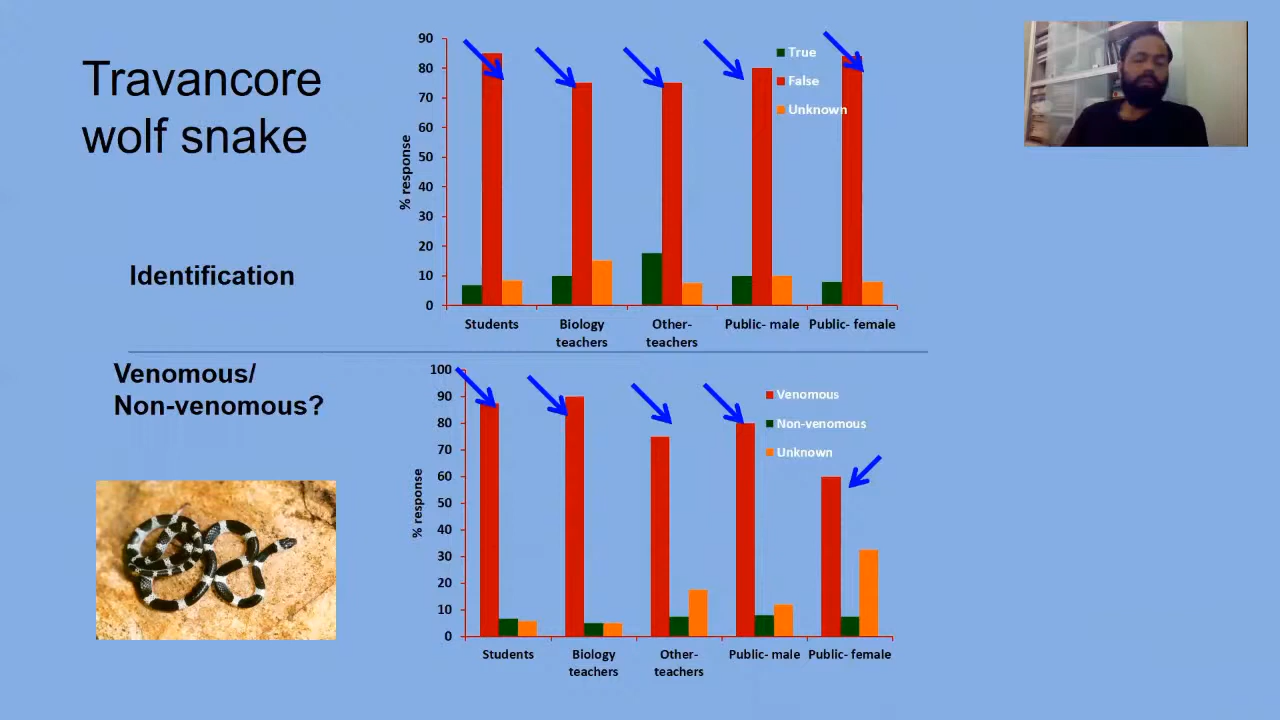 Travancore
wolf snake
Identification
% response
90
80
70
60
50
40
30
20
10
0
True
False
Unknown
Students
Biology
teachers
Other-
teachers
Public- male
Public- female
Venomous/
Non-venomous?
% response
100
90
80
70
60
50
40
30
20
10
0
Venomous
Non-venomous
Unknown
Students
Biology
teachers
Other-
teachers
Public- male
Public- female